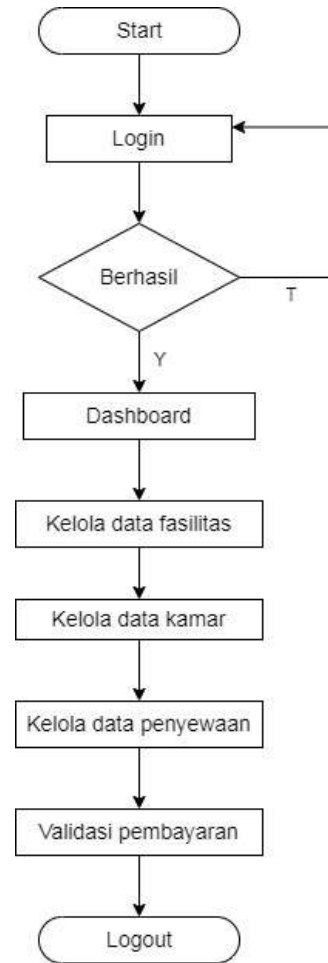 Start
Login
Berhasil
T
Y
Dashboard
Kelola data fasilitas
Kelola data kamar
Kelola data penyewaan
Validasi pembayaran
Logout